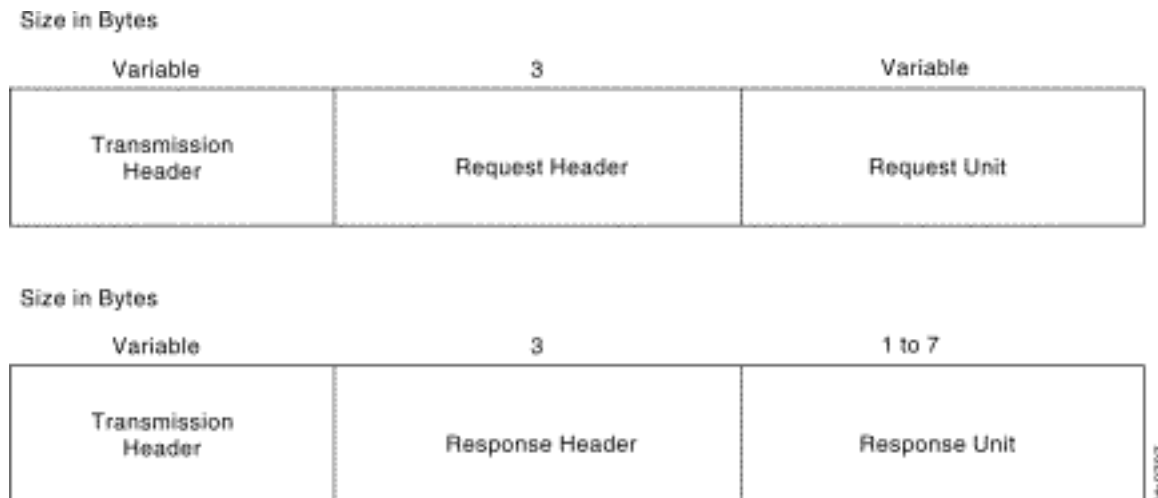 Size in Bytes
Variable 3 Variable
Transmission
Header
Request Header
Request Unit
Size in Bytes
Variable 3 1 to 7
Transmission
Header
Response Header
Response Unit